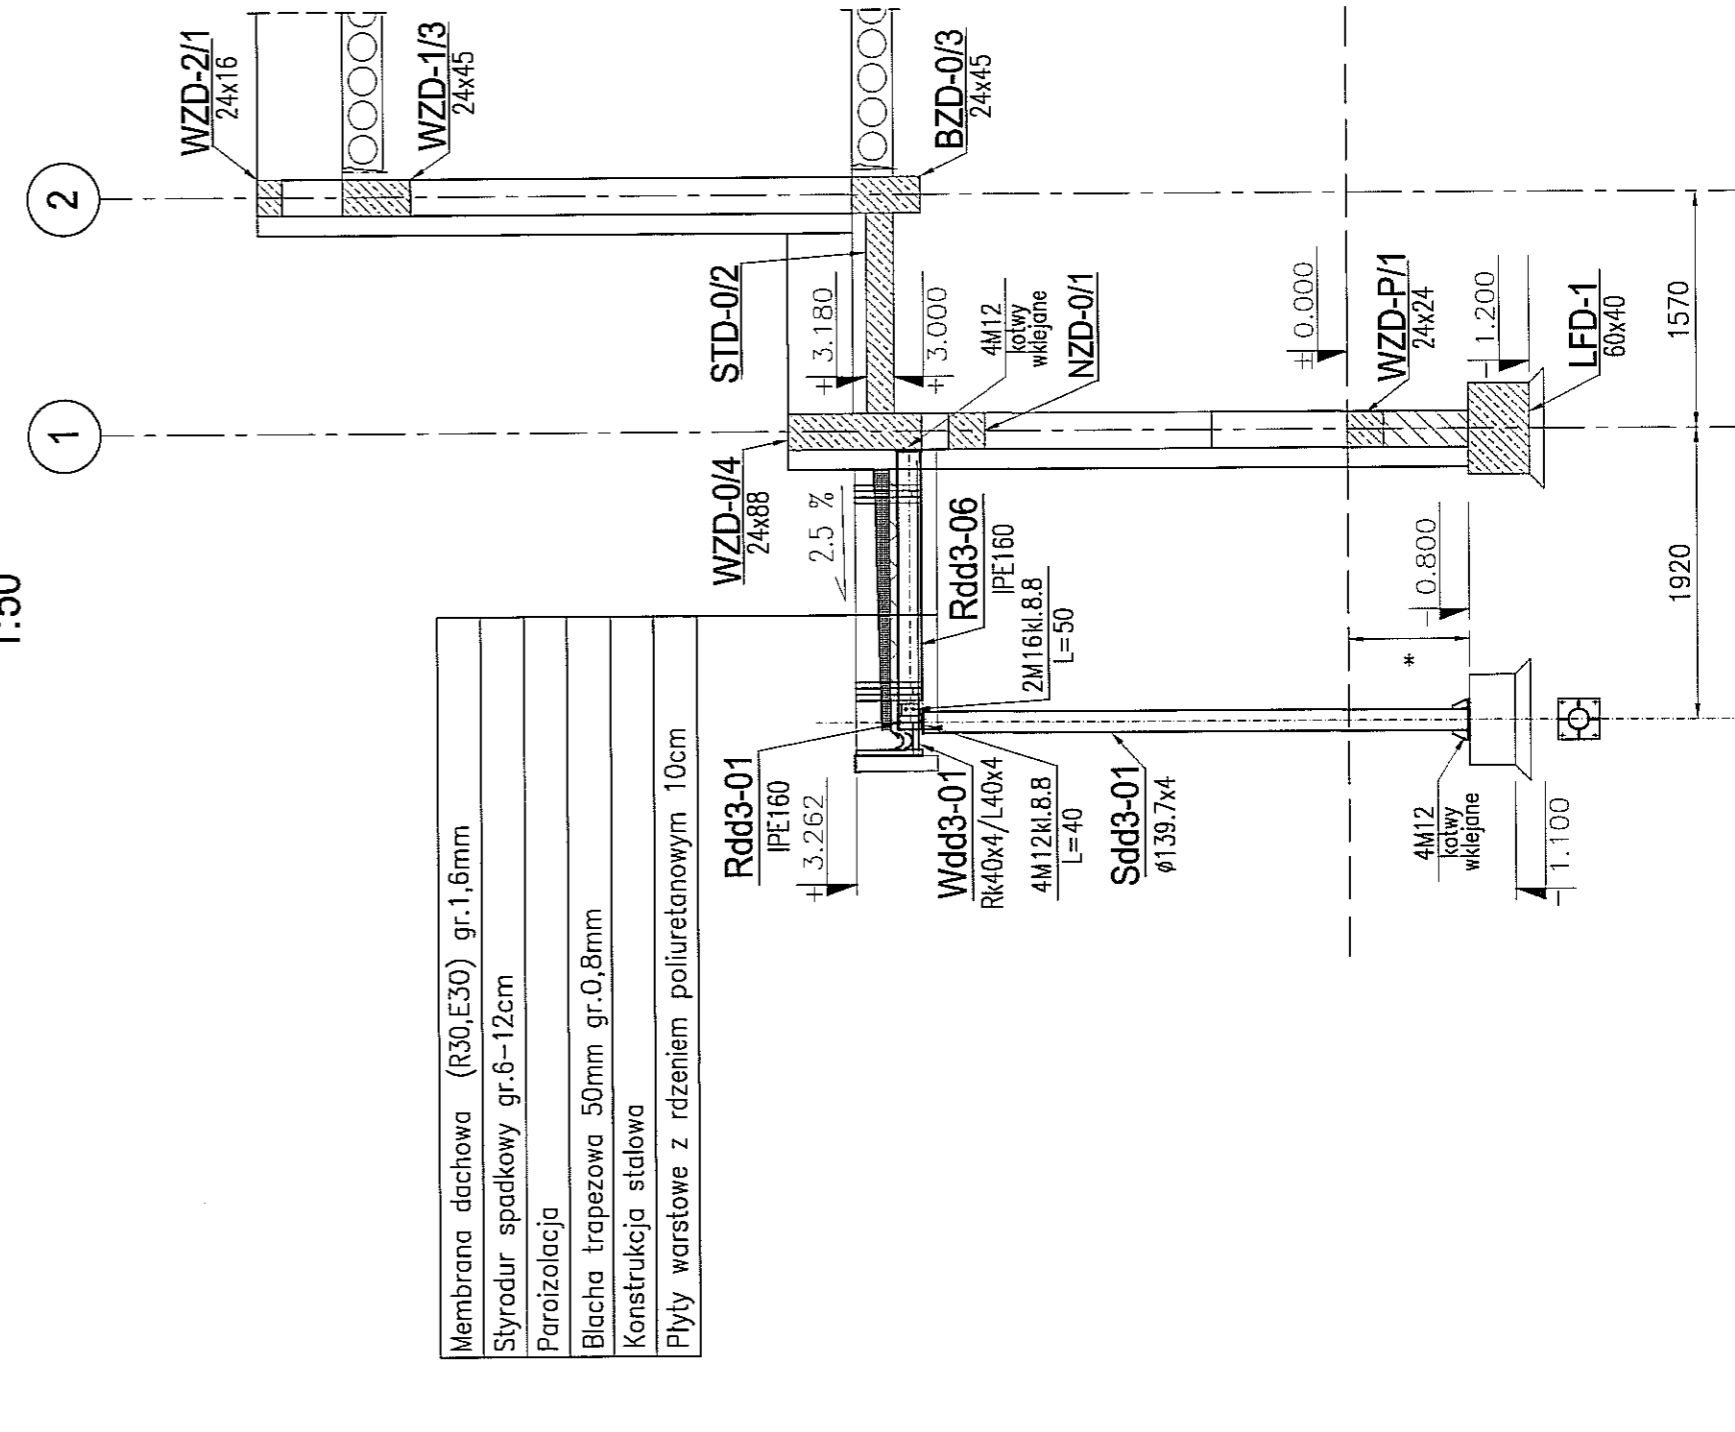 1:50
2
1
WZD-2/1
24x16
WZD-1/3
24x45
BZD-0/3
24x45
STD-0/2
+3.180
+3.000
4M12
kotwy
wklejane
NZD-0/1
±0.000
WZD-P/1
24x24
-1.200
LFD-1
60x40
1570
WZD-0/4
24x88
2.5 %
Rdd3-06
IPE160
2M16kl.8.8
L=50
-0.800
*
1920
Membrana dachowa (R30,E30) gr.1,6mm
Styrodur spadkowy gr.6-12cm
Paroizolacja
Blacha trapezowa 50mm gr.0,8mm
Konstrukcja stalowa
Płyty warstowe z rdzeniem poliuretanowym 10cm
Rdd3-01
IPE160
+3.262
Wdd3-01
Rk40x4/L40x4
4M12kl.8.8
L=40
Sdd3-01
ø139.7x4
4M12
kotwy
wklejane
-1.100